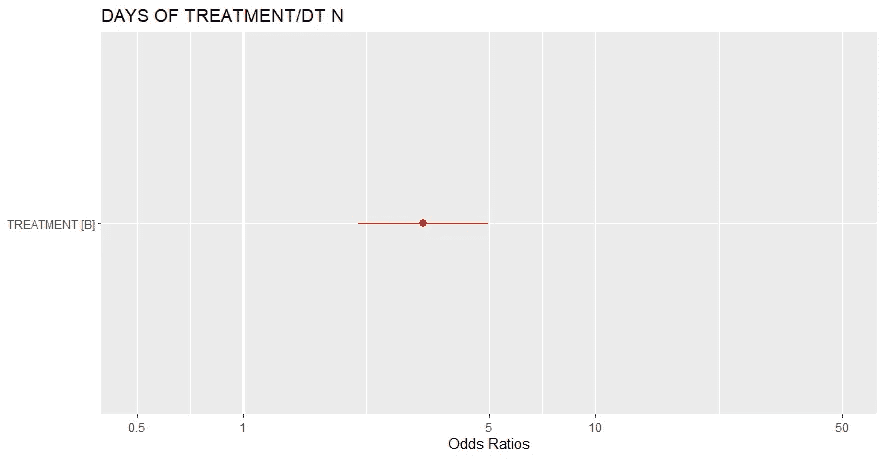 DAYS OF TREATMENT/DT N
TREATMENT [B]
0.5 1 5 10 50
Odds Ratios